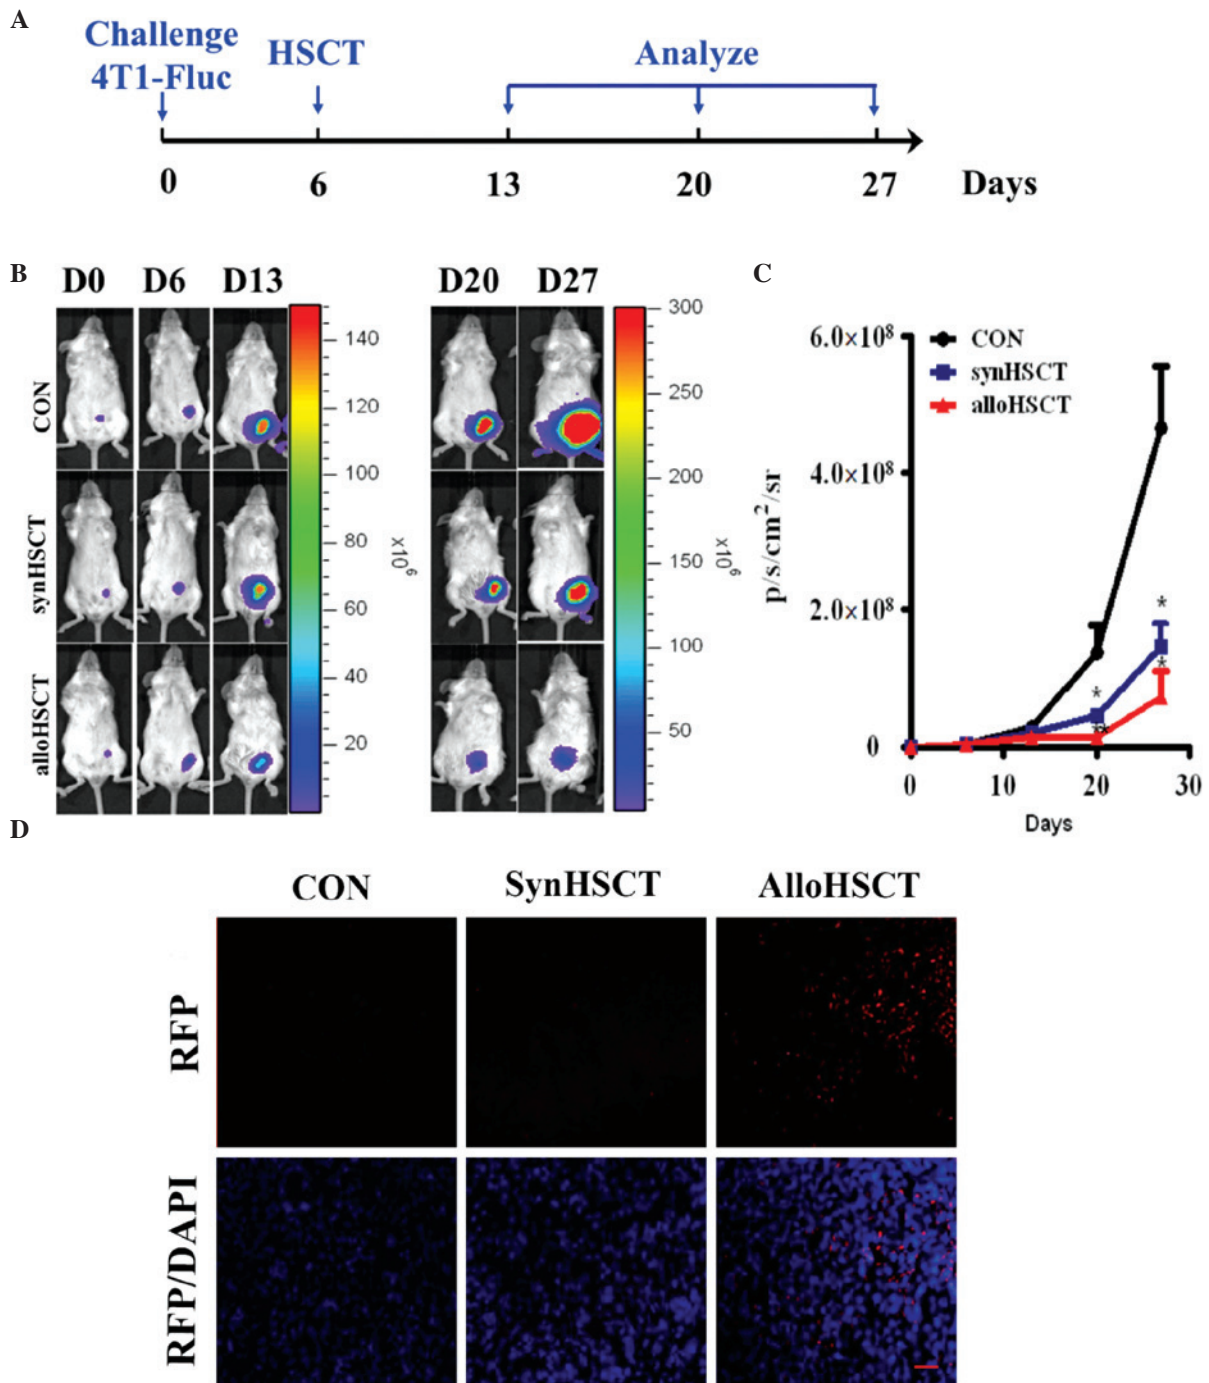 A
Challenge
4T1-Fluc
HSCT
Analyze
0 6 13 20 27 Days
B
D0 D6 D13 D20 D27
CON
synHSCT
alloHSCT
140
120
100
80
60
40
20
x10⁶
300
250
200
150
100
50
x10⁶
C
CON
synHSCT
alloHSCT
p/s/cm²/sr
6.0×10⁸
4.0×10⁸
2.0×10⁸
0
0 10 20 30
Days
*
*
*
**
D
CON SynHSCT AlloHSCT
RFP
RFP/DAPI